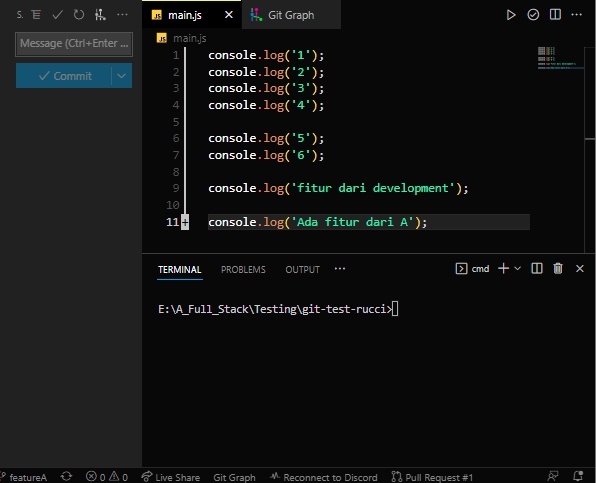 S.
main.js
Git Graph
Message (Ctrl+Enter ...
Commit
JS main.js
1 console.log('1');
2 console.log('2');
3 console.log('3');
4 console.log('4');
5
6 console.log('5');
7 console.log('6');
8
9 console.log('fitur dari development');
10
11 console.log('Ada fitur dari A');
TERMINAL PROBLEMS OUTPUT ... cmd
E:\A_Full_Stack\Testing\git-test-rucci>
featureA 0 0 Live Share Git Graph Reconnect to Discord Pull Request #1